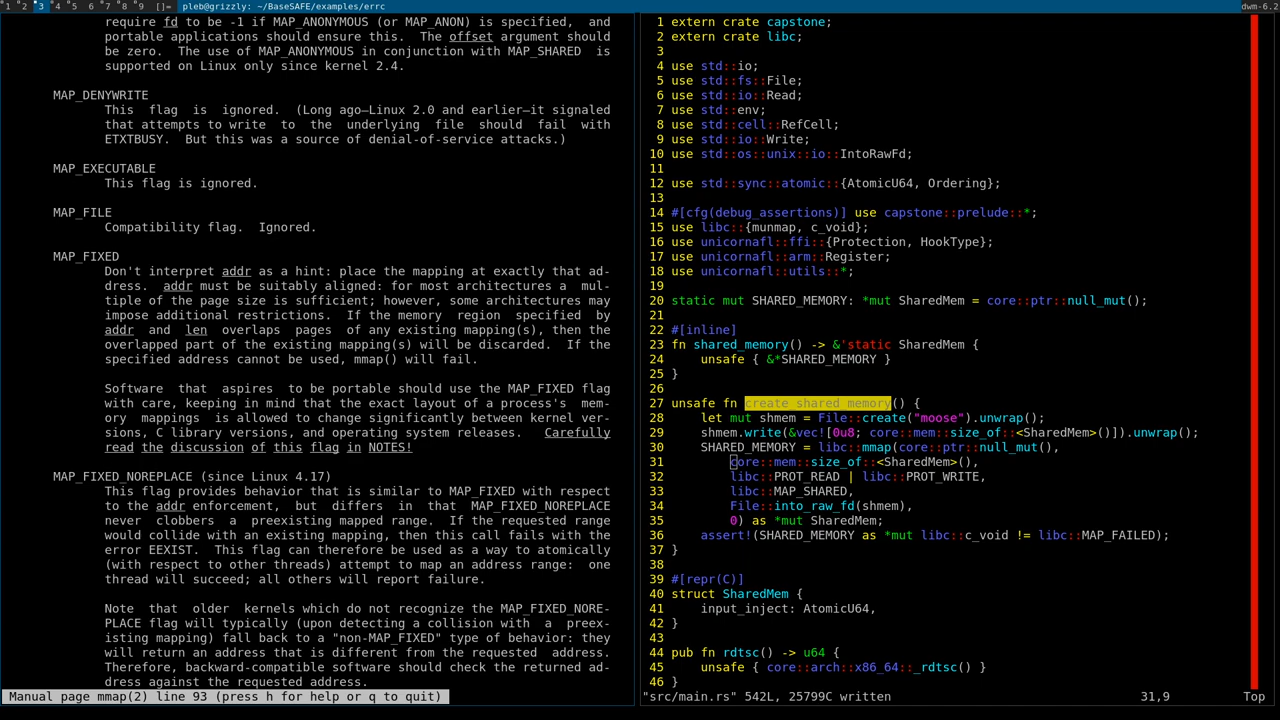 1 2 3 4 5 6 7 8 9 []= pleb@grizzly: ~/BaseSAFE/examples/errc dwm-6.2
require fd to be -1 if MAP_ANONYMOUS (or MAP_ANON) is specified, and
portable applications should ensure this. The offset argument should
be zero. The use of MAP_ANONYMOUS in conjunction with MAP_SHARED is
supported on Linux only since kernel 2.4.
MAP_DENYWRITE
This flag is ignored. (Long ago—Linux 2.0 and earlier—it signaled
that attempts to write to the underlying file should fail with
ETXTBUSY. But this was a source of denial-of-service attacks.)
MAP_EXECUTABLE
This flag is ignored.
MAP_FILE
Compatibility flag. Ignored.
MAP_FIXED
Don't interpret addr as a hint: place the mapping at exactly that ad-
dress. addr must be suitably aligned: for most architectures a mul-
tiple of the page size is sufficient; however, some architectures may
impose additional restrictions. If the memory region specified by
addr and len overlaps pages of any existing mapping(s), then the
overlapped part of the existing mapping(s) will be discarded. If the
specified address cannot be used, mmap() will fail.
Software that aspires to be portable should use the MAP_FIXED flag
with care, keeping in mind that the exact layout of a process's mem-
ory mappings is allowed to change significantly between kernel ver-
sions, C library versions, and operating system releases. Carefully
read the discussion of this flag in NOTES!
MAP_FIXED_NOREPLACE (since Linux 4.17)
This flag provides behavior that is similar to MAP_FIXED with respect
to the addr enforcement, but differs in that MAP_FIXED_NOREPLACE
never clobbers a preexisting mapped range. If the requested range
would collide with an existing mapping, then this call fails with the
error EEXIST. This flag can therefore be used as a way to atomically
(with respect to other threads) attempt to map an address range: one
thread will succeed; all others will report failure.
Note that older kernels which do not recognize the MAP_FIXED_NORE-
PLACE flag will typically (upon detecting a collision with a preex-
isting mapping) fall back to a "non-MAP_FIXED" type of behavior: they
will return an address that is different from the requested address.
Therefore, backward-compatible software should check the returned ad-
dress against the requested address.
Manual page mmap(2) line 93 (press h for help or q to quit)
1 extern crate capstone;
2 extern crate libc;
3
4 use std::io;
5 use std::fs::File;
6 use std::io::Read;
7 use std::env;
8 use std::cell::RefCell;
9 use std::io::Write;
10 use std::os::unix::io::IntoRawFd;
11
12 use std::sync::atomic::{AtomicU64, Ordering};
13
14 #[cfg(debug_assertions)] use capstone::prelude::*;
15 use libc::{munmap, c_void};
16 use unicornafl::ffi::{Protection, HookType};
17 use unicornafl::arm::Register;
18 use unicornafl::utils::*;
19
20 static mut SHARED_MEMORY: *mut SharedMem = core::ptr::null_mut();
21
22 #[inline]
23 fn shared_memory() -> &'static SharedMem {
24 unsafe { &*SHARED_MEMORY }
25 }
26
27 unsafe fn create_shared_memory() {
28 let mut shmem = File::create("moose").unwrap();
29 shmem.write(&vec![0u8; core::mem::size_of::<SharedMem>()]).unwrap();
30 SHARED_MEMORY = libc::mmap(core::ptr::null_mut(),
31 core::mem::size_of::<SharedMem>(),
32 libc::PROT_READ | libc::PROT_WRITE,
33 libc::MAP_SHARED,
34 File::into_raw_fd(shmem),
35 0) as *mut SharedMem;
36 assert!(SHARED_MEMORY as *mut libc::c_void != libc::MAP_FAILED);
37 }
38
39 #[repr(C)]
40 struct SharedMem {
41 input_inject: AtomicU64,
42 }
43
44 pub fn rdtsc() -> u64 {
45 unsafe { core::arch::x86_64::_rdtsc() }
46 }
"src/main.rs" 542L, 25799C written 31,9 Top